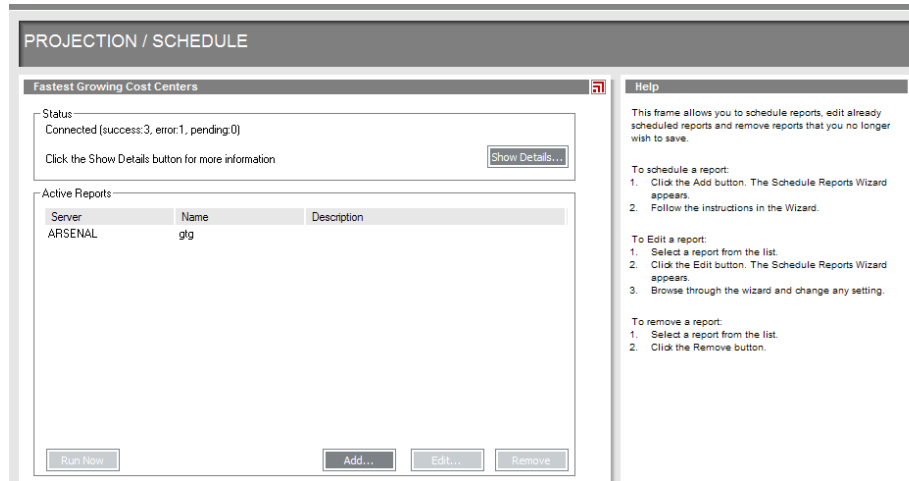 PROJECTION / SCHEDULE
Fastest Growing Cost Centers
Status
Connected (success:3, error:1, pending:0)
Click the Show Details button for more information
Show Details...
Active Reports
Server Name Description
ARSENAL gtg
Run Now Add... Edit... Remove
Help
This frame allows you to schedule reports, edit already
scheduled reports and remove reports that you no longer
wish to save.
To schedule a report:
1. Click the Add button. The Schedule Reports Wizard
appears.
2. Follow the instructions in the Wizard.
To Edit a report:
1. Select a report from the list.
2. Click the Edit button. The Schedule Reports Wizard
appears.
3. Browse through the wizard and change any setting.
To remove a report:
1. Select a report from the list.
2. Click the Remove button.